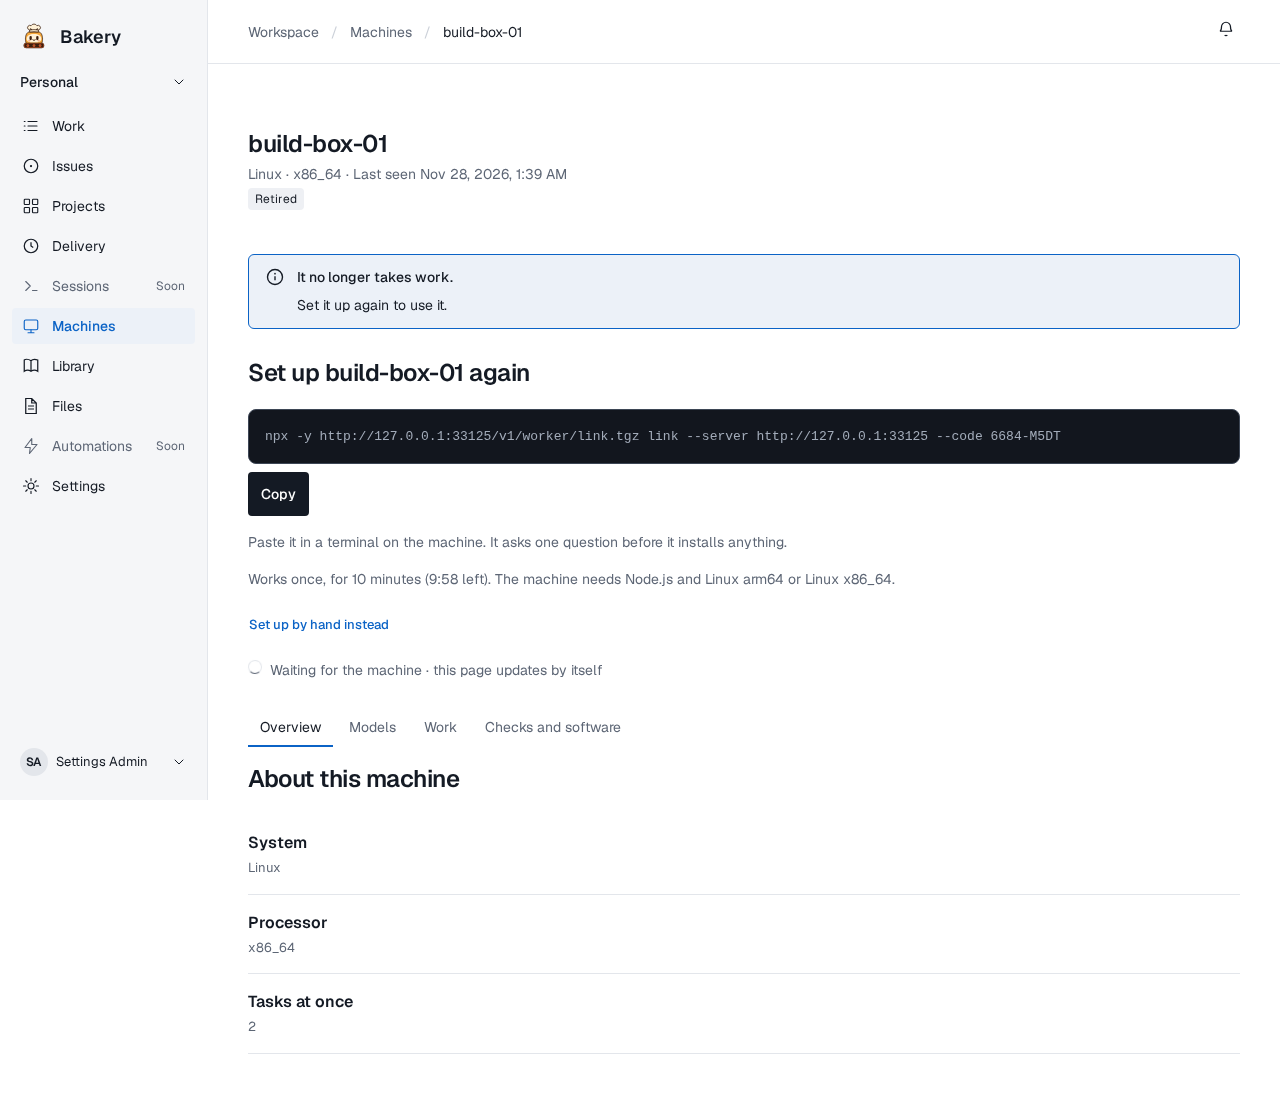 Bakery
Personal
Work
Issues
Projects
Delivery
Sessions Soon
Machines
Library
Files
Automations Soon
Settings
SA Settings Admin
Workspace / Machines / build-box-01
build-box-01
Linux · x86_64 · Last seen Nov 28, 2026, 1:39 AM
Retired
It no longer takes work.
Set it up again to use it.
Set up build-box-01 again
npx -y http://127.0.0.1:33125/v1/worker/link.tgz link --server http://127.0.0.1:33125 --code 6684-M5DT
Copy
Paste it in a terminal on the machine. It asks one question before it installs anything.
Works once, for 10 minutes (9:58 left). The machine needs Node.js and Linux arm64 or Linux x86_64.
Set up by hand instead
Waiting for the machine · this page updates by itself
Overview Models Work Checks and software
About this machine
System
Linux
Processor
x86_64
Tasks at once
2